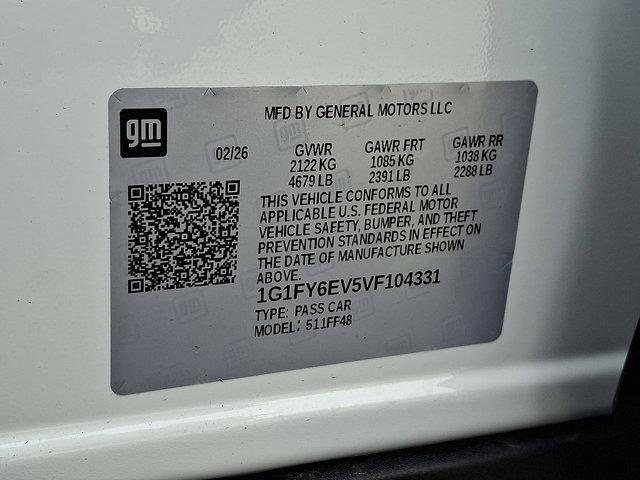 gm
MFD BY GENERAL MOTORS LLC
02/26 GVWR GAWR FRT GAWR RR
2122 KG 1085 KG 1038 KG
4679 LB 2391 LB 2288 LB
THIS VEHICLE CONFORMS TO ALL
APPLICABLE U.S. FEDERAL MOTOR
VEHICLE SAFETY, BUMPER, AND THEFT
PREVENTION STANDARDS IN EFFECT ON
THE DATE OF MANUFACTURE SHOWN
ABOVE.
1G1FY6EV5VF104331
TYPE: PASS CAR
MODEL: 511FF48